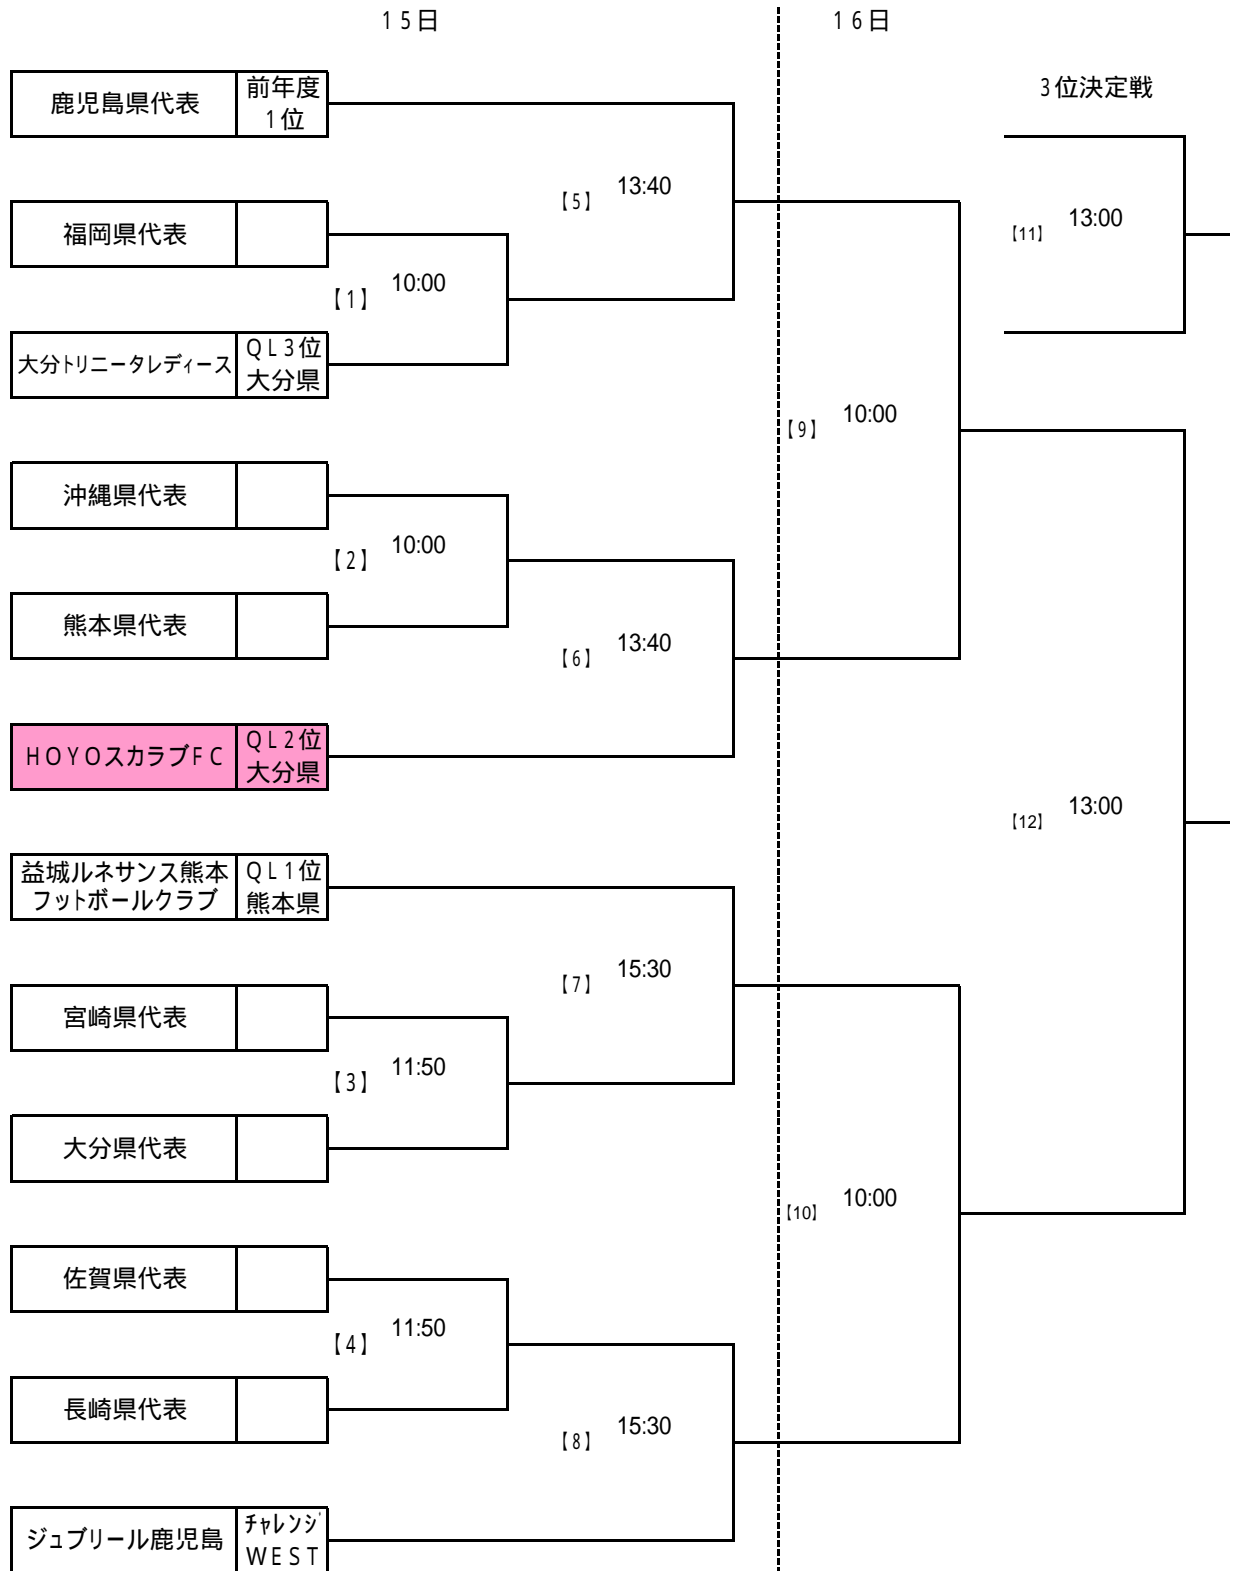 15日
16日
鹿児島県代表
前年度
1位
3位決定戦
【5】 13:40
福岡県代表
【11】 13:00
【1】 10:00
大分トリニータレディース
QL3位
大分県
【9】 10:00
沖縄県代表
【2】 10:00
熊本県代表
【6】 13:40
HOYOスカラブFC
QL2位
大分県
【12】 13:00
益城ルネサンス熊本
フットボールクラブ
QL1位
熊本県
【7】 15:30
宮崎県代表
【3】 11:50
大分県代表
【10】 10:00
佐賀県代表
【4】 11:50
長崎県代表
【8】 15:30
ジュブリール鹿児島
チャレンジ
WEST